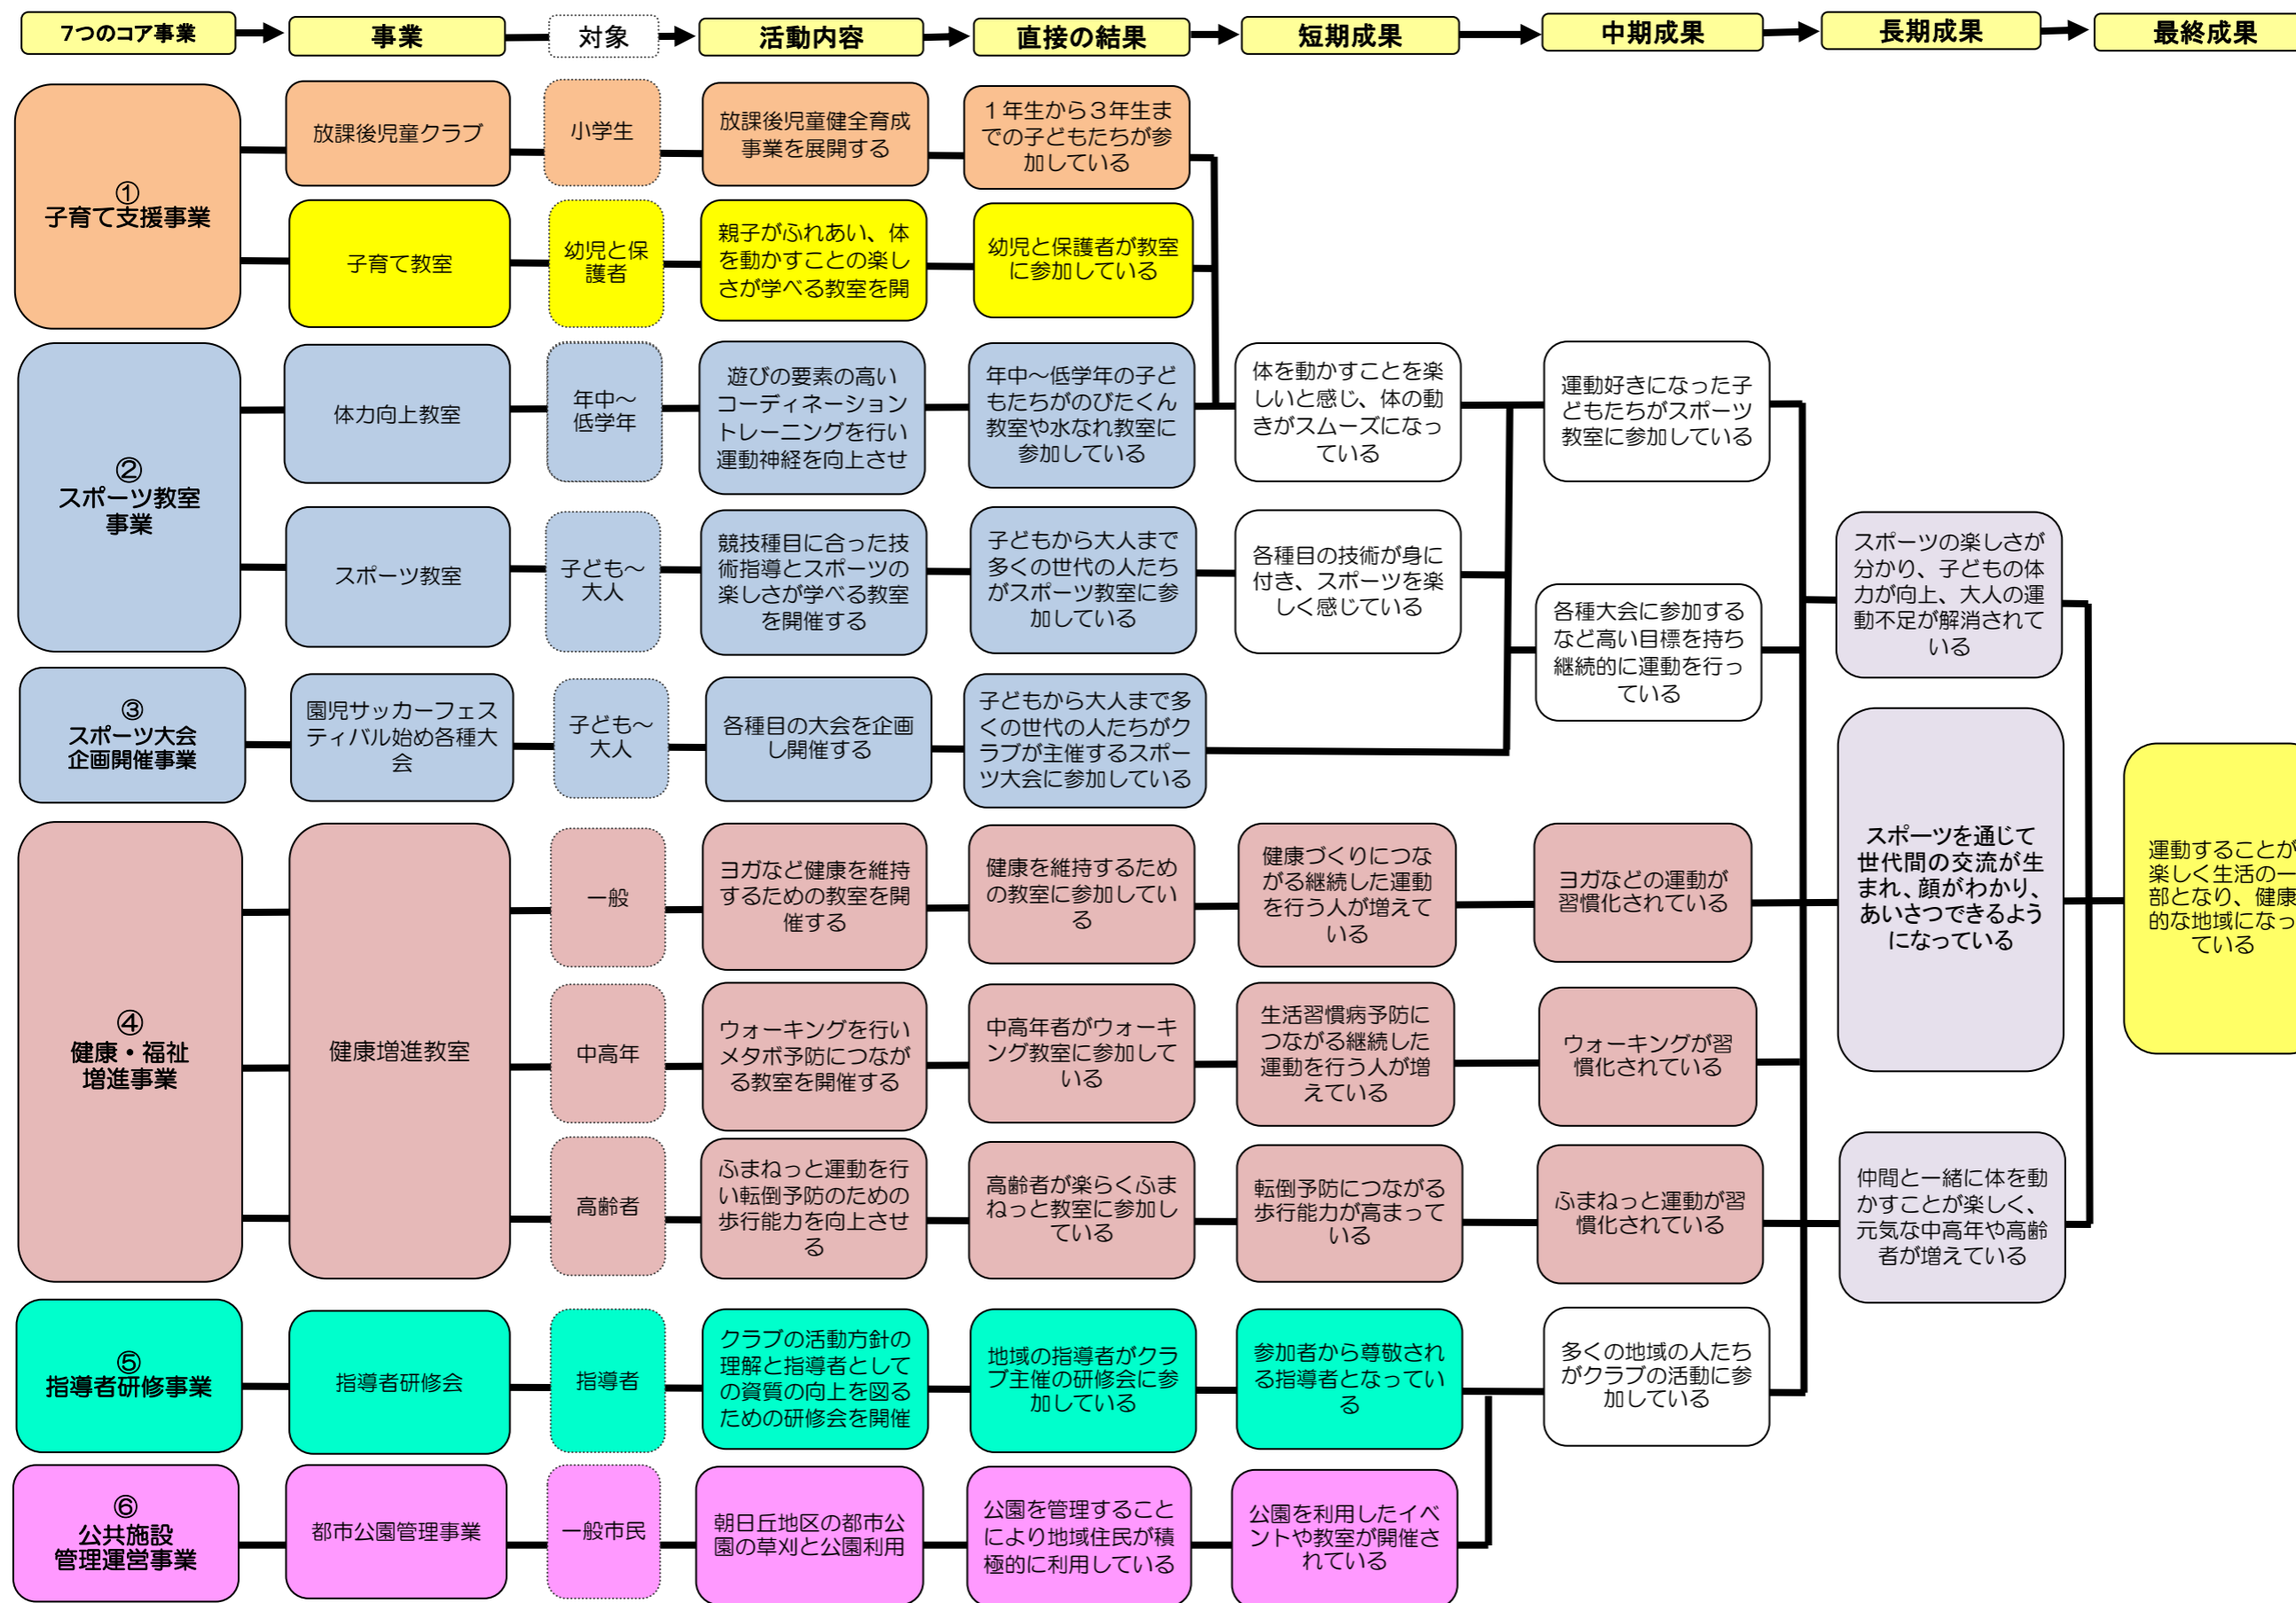 7つのコア事業
事業
対象
活動内容
直接の結果
短期成果
中期成果
長期成果
最終成果
①
子育て支援事業
放課後児童クラブ
小学生
放課後児童健全育成
事業を展開する
１年生から３年生ま
での子どもたちが参
加している
子育て教室
幼児と保
護者
親子がふれあい、体
を動かすことの楽し
さが学べる教室を開
幼児と保護者が教室
に参加している
②
スポーツ教室
事業
体力向上教室
年中～
低学年
遊びの要素の高い
コーディネーション
トレーニングを行い
運動神経を向上させ
年中～低学年の子ど
もたちがのびたくん
教室や水なれ教室に
参加している
体を動かすことを楽
しいと感じ、体の動
きがスムーズになっ
ている
運動好きになった子
どもたちがスポーツ
教室に参加している
スポーツ教室
子ども～
大人
競技種目に合った技
術指導とスポーツの
楽しさが学べる教室
を開催する
子どもから大人まで
多くの世代の人たち
がスポーツ教室に参
加している
各種目の技術が身に
付き、スポーツを楽
しく感じている
各種大会に参加する
など高い目標を持ち
継続的に運動を行っ
ている
スポーツの楽しさが
分かり、子どもの体
力が向上、大人の運
動不足が解消されて
いる
③
スポーツ大会
企画開催事業
園児サッカーフェス
ティバル始め各種大
会
子ども～
大人
各種目の大会を企画
し開催する
子どもから大人まで多
くの世代の人たちがク
ラブが主催するスポー
ツ大会に参加している
④
健康・福祉
増進事業
健康増進教室
一般
ヨガなど健康を維持
するための教室を開
催する
健康を維持するため
の教室に参加してい
る
健康づくりにつな
がる継続した運動
を行う人が増えて
いる
ヨガなどの運動が
習慣化されている
スポーツを通じて
世代間の交流が生
まれ、顔がわかり、
あいさつできるよう
になっている
運動することが
楽しく生活の一
部となり、健康
的な地域になっ
ている
中高年
ウォーキングを行い
メタボ予防につなが
る教室を開催する
中高年者がウォーキ
ング教室に参加して
いる
生活習慣病予防に
つながる継続した
運動を行う人が増
えている
ウォーキングが習
慣化されている
高齢者
ふまねっと運動を行
い転倒予防のための
歩行能力を向上させ
る
高齢者が楽らくふま
ねっと教室に参加し
ている
転倒予防につながる
歩行能力が高まって
いる
ふまねっと運動が習
慣化されている
仲間と一緒に体を動
かすことが楽しく、
元気な中高年や高齢
者が増えている
⑤
指導者研修事業
指導者研修会
指導者
クラブの活動方針の
理解と指導者として
の資質の向上を図る
ための研修会を開催
地域の指導者がクラ
ブ主催の研修会に参
加している
参加者から尊敬され
る指導者となってい
る
多くの地域の人たち
がクラブの活動に参
加している
⑥
公共施設
管理運営事業
都市公園管理事業
一般市民
朝日丘地区の都市公
園の草刈と公園利用
公園を管理すること
により地域住民が積
極的に利用している
公園を利用したイベ
ントや教室が開催さ
れている